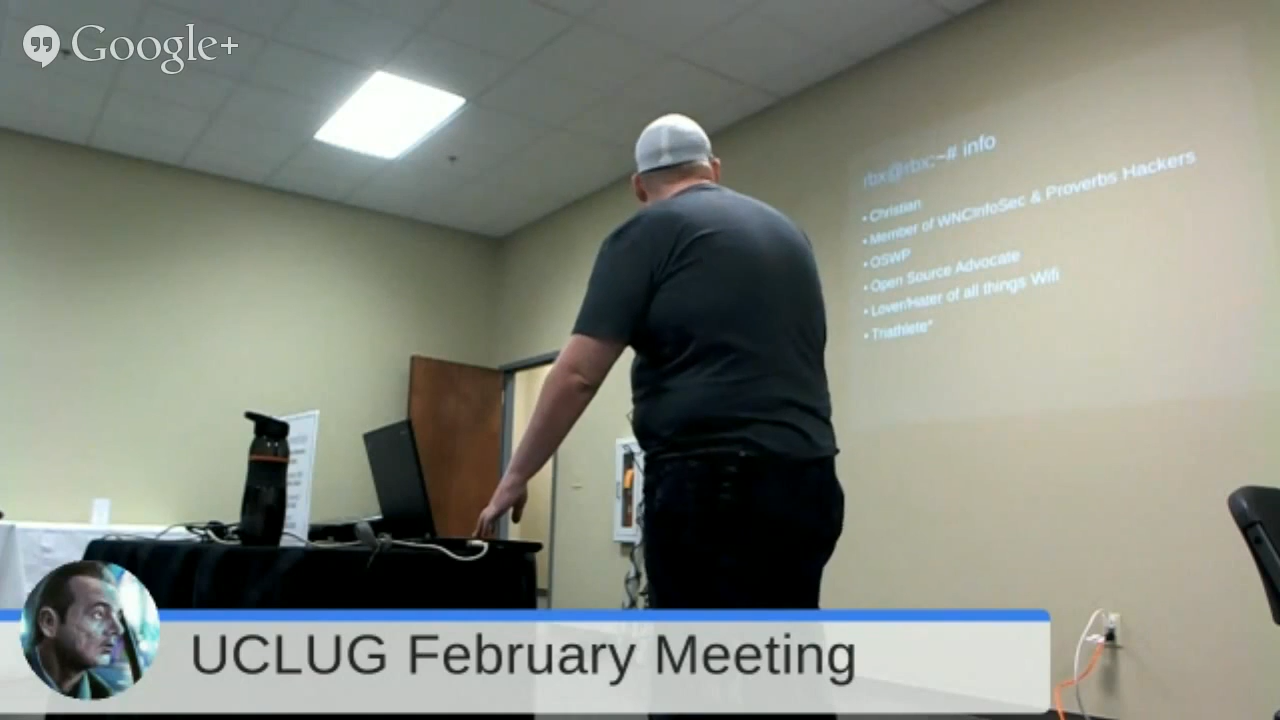 Google+
rbx@rbx:~# info
• Christian
• Member of WNCInfoSec & Proverbs Hackers
• OSWP
• Open Source Advocate
• Lover/Hater of all things Wifi
• Triathlete*
UCLUG February Meeting